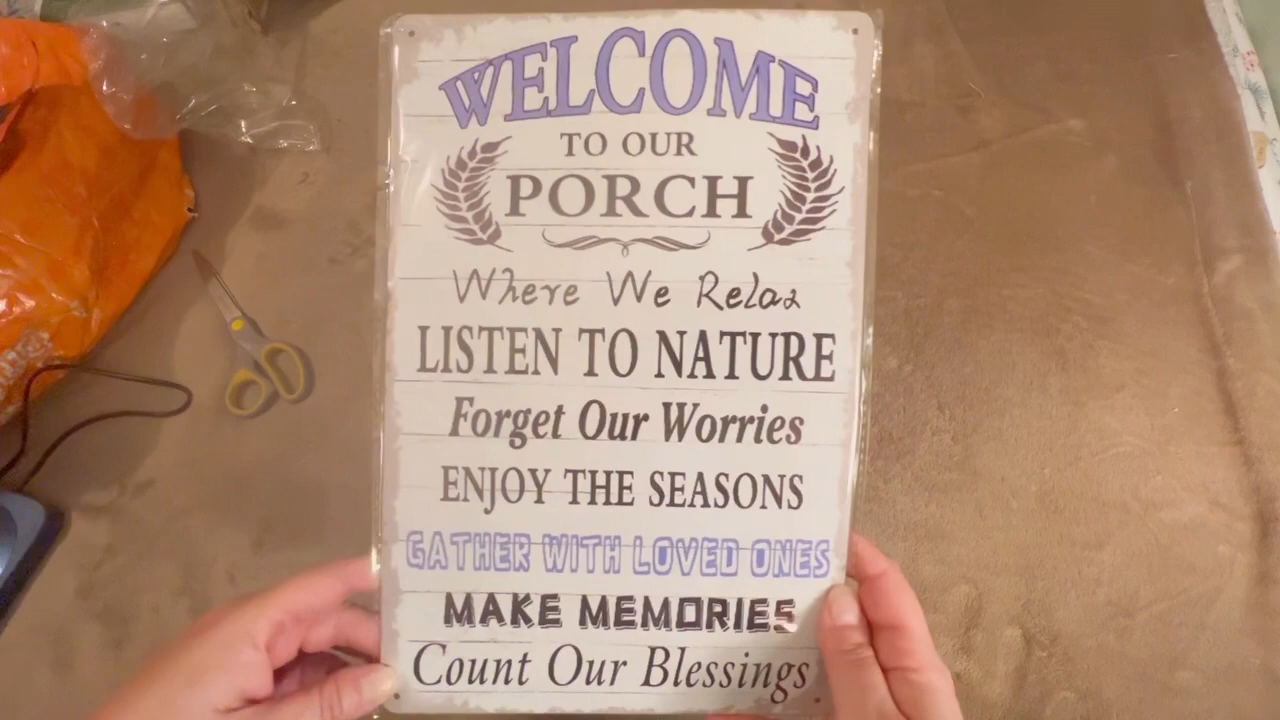 WELCOME
TO OUR
PORCH
Where We Relax
LISTEN TO NATURE
Forget Our Worries
ENJOY THE SEASONS
GATHER WITH LOVED ONES
MAKE MEMORIES
Count Our Blessings